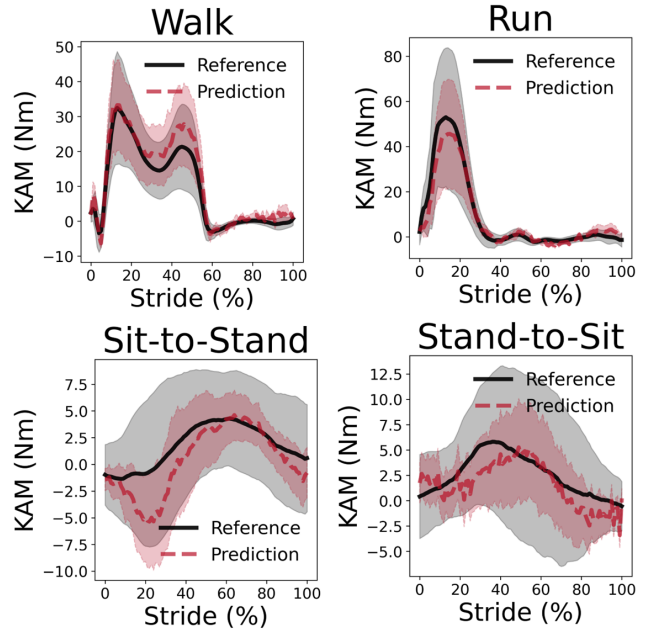 Walk
Run
50
40
30
20
10
0
−10
KAM (Nm)
Reference
Prediction
0 20 40 60 80 100
Stride (%)
80
60
40
20
0
KAM (Nm)
Reference
Prediction
0 20 40 60 80 100
Stride (%)
Sit-to-Stand
Stand-to-Sit
7.5
5.0
2.5
0.0
−2.5
−5.0
−7.5
−10.0
KAM (Nm)
Reference
Prediction
0 20 40 60 80 100
Stride (%)
12.5
10.0
7.5
5.0
2.5
0.0
−2.5
−5.0
KAM (Nm)
Reference
Prediction
0 20 40 60 80 100
Stride (%)